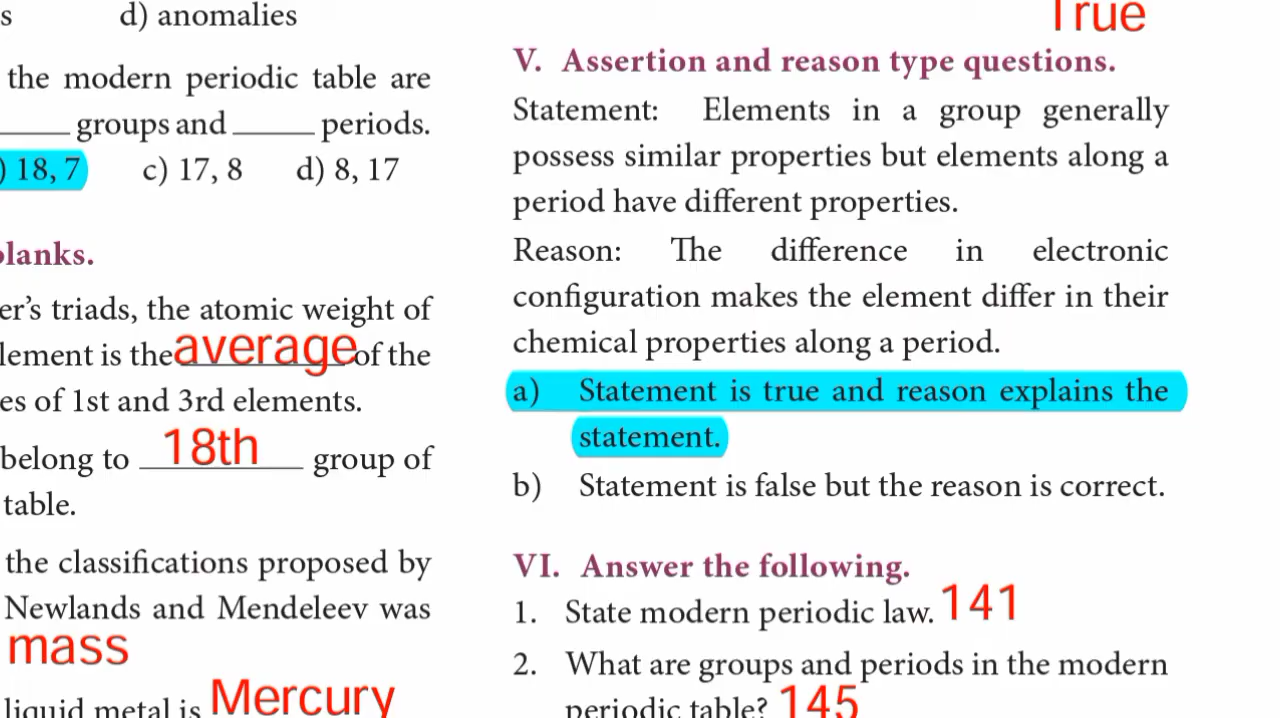 s d) anomalies
the modern periodic table are
____ groups and ____ periods.
) 18, 7 c) 17, 8 d) 8, 17
lanks.
er's triads, the atomic weight of
lement is the average of the
es of 1st and 3rd elements.
belong to 18th group of
table.
the classifications proposed by
Newlands and Mendeleev was
mass
liquid metal is Mercury
True
V. Assertion and reason type questions.
Statement: Elements in a group generally
possess similar properties but elements along a
period have different properties.
Reason: The difference in electronic
configuration makes the element differ in their
chemical properties along a period.
a) Statement is true and reason explains the
statement.
b) Statement is false but the reason is correct.
VI. Answer the following.
1. State modern periodic law. 141
2. What are groups and periods in the modern
periodic table? 145